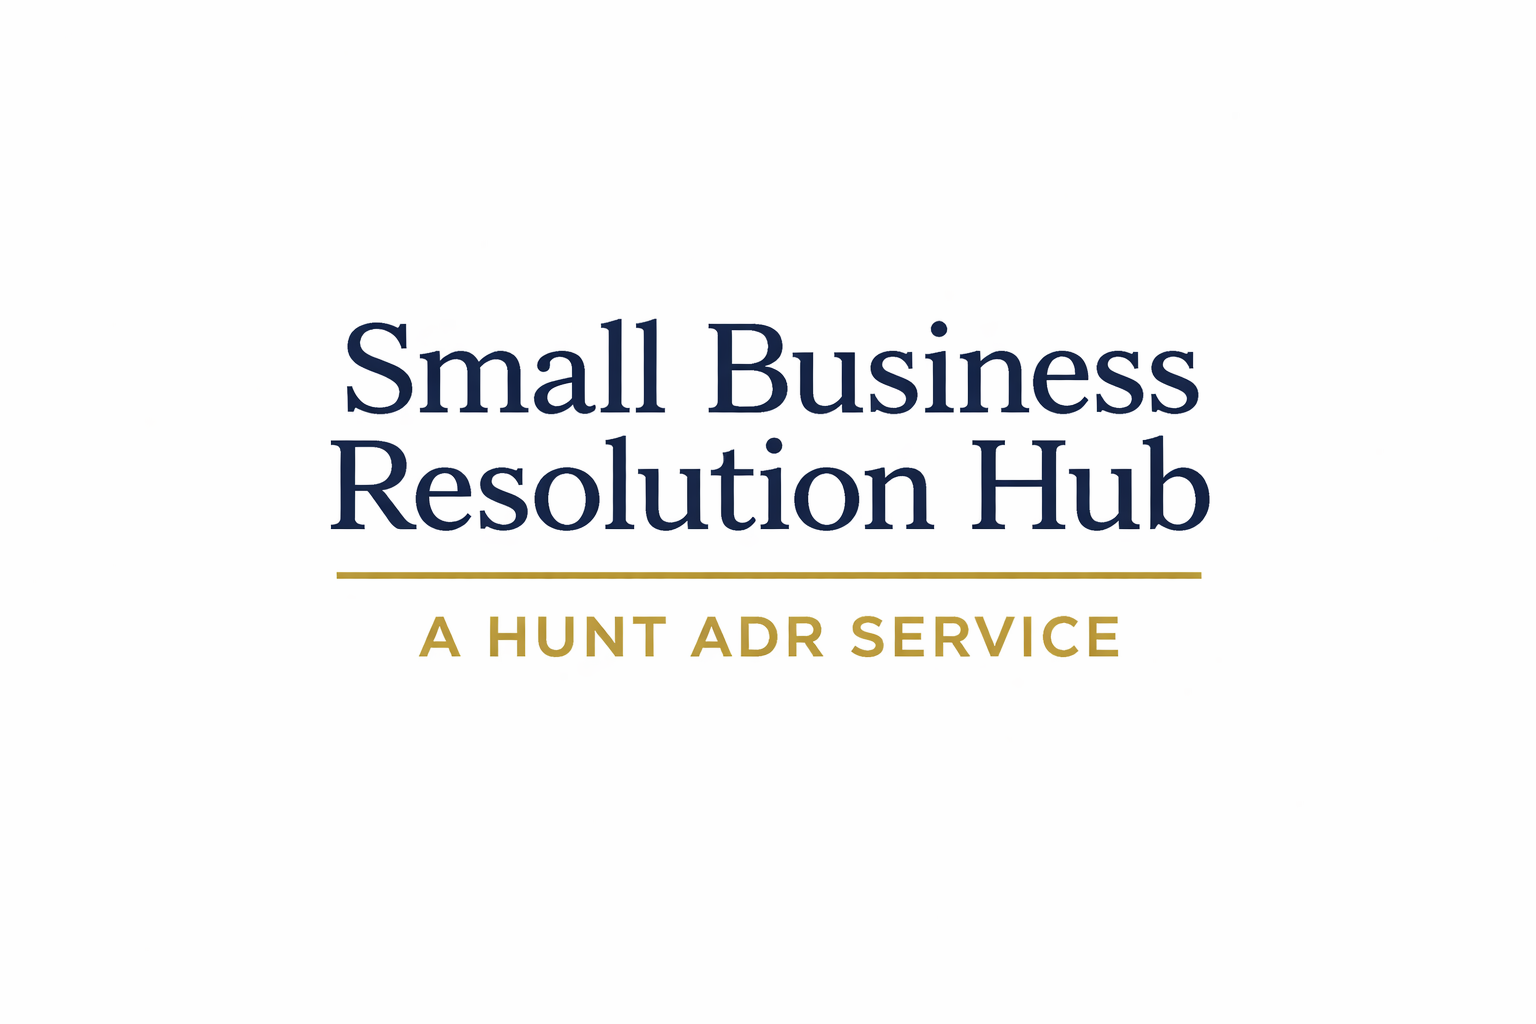 Small Business
Resolution Hub
A HUNT ADR SERVICE